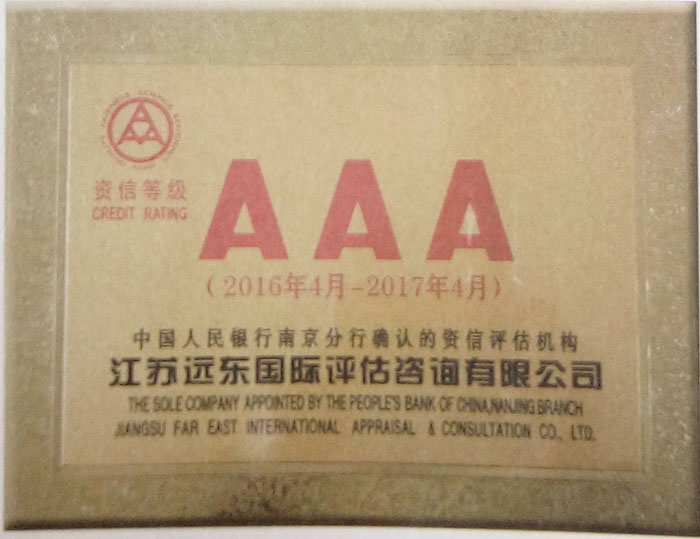 资信等级
CREDIT RATING
AAA
(2016年4月-2017年4月)
中国人民银行南京分行确认的资信评估机构
江苏远东国际评估咨询有限公司
THE SOLE COMPANY APPOINTED BY THE PEOPLE'S BANK OF CHINA,NANJING BRANCH
JIANGSU FAR EAST INTERNATIONAL APPRAISAL & CONSULTATION CO., LTD.